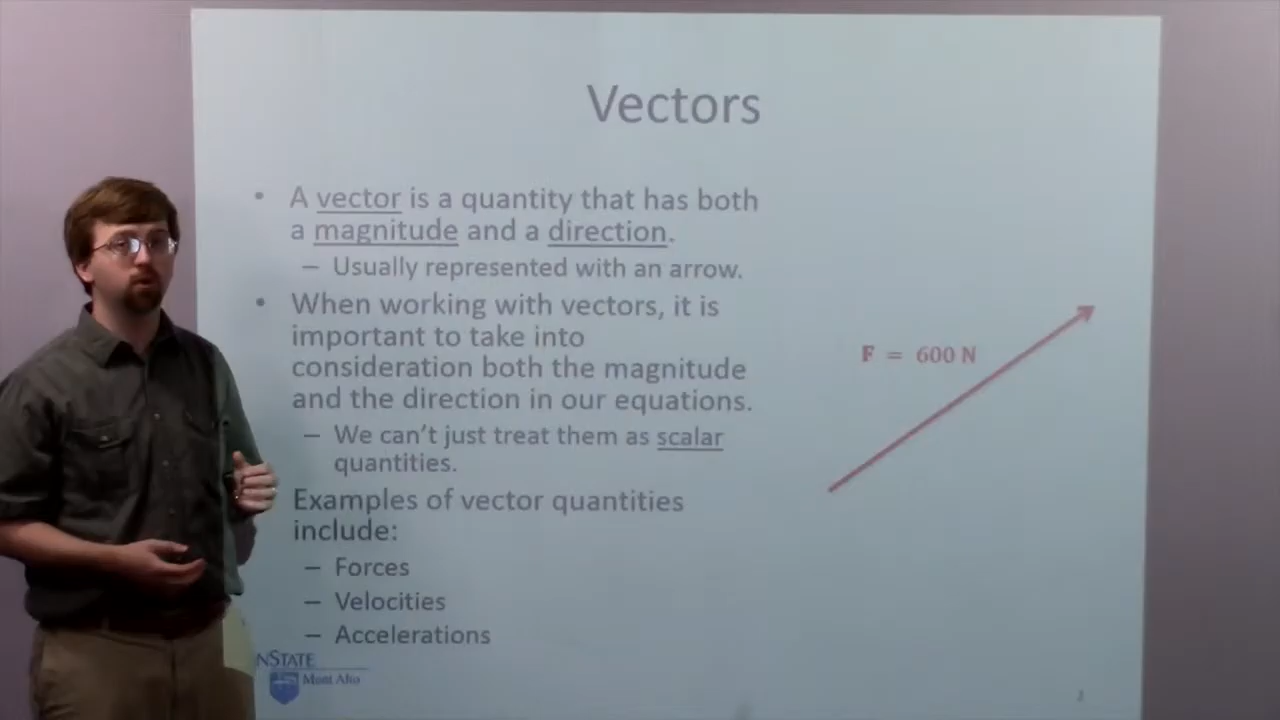 Vectors
• A vector is a quantity that has both
a magnitude and a direction.
– Usually represented with an arrow.
• When working with vectors, it is
important to take into
consideration both the magnitude
and the direction in our equations.
– We can't just treat them as scalar
quantities.
Examples of vector quantities
include:
– Forces
– Velocities
– Accelerations
F = 600 N
NSTATE
Mont Alto
1